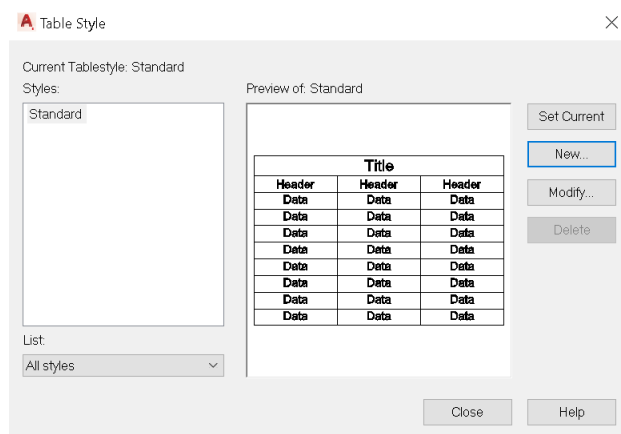 A Table Style
Current Tablestyle: Standard
Styles:
Standard
Preview of: Standard
Title
Header Header Header
Data Data Data
Data Data Data
Data Data Data
Data Data Data
Data Data Data
Data Data Data
Data Data Data
Data Data Data
Set Current
New...
Modify...
Delete
List:
All styles
Close
Help